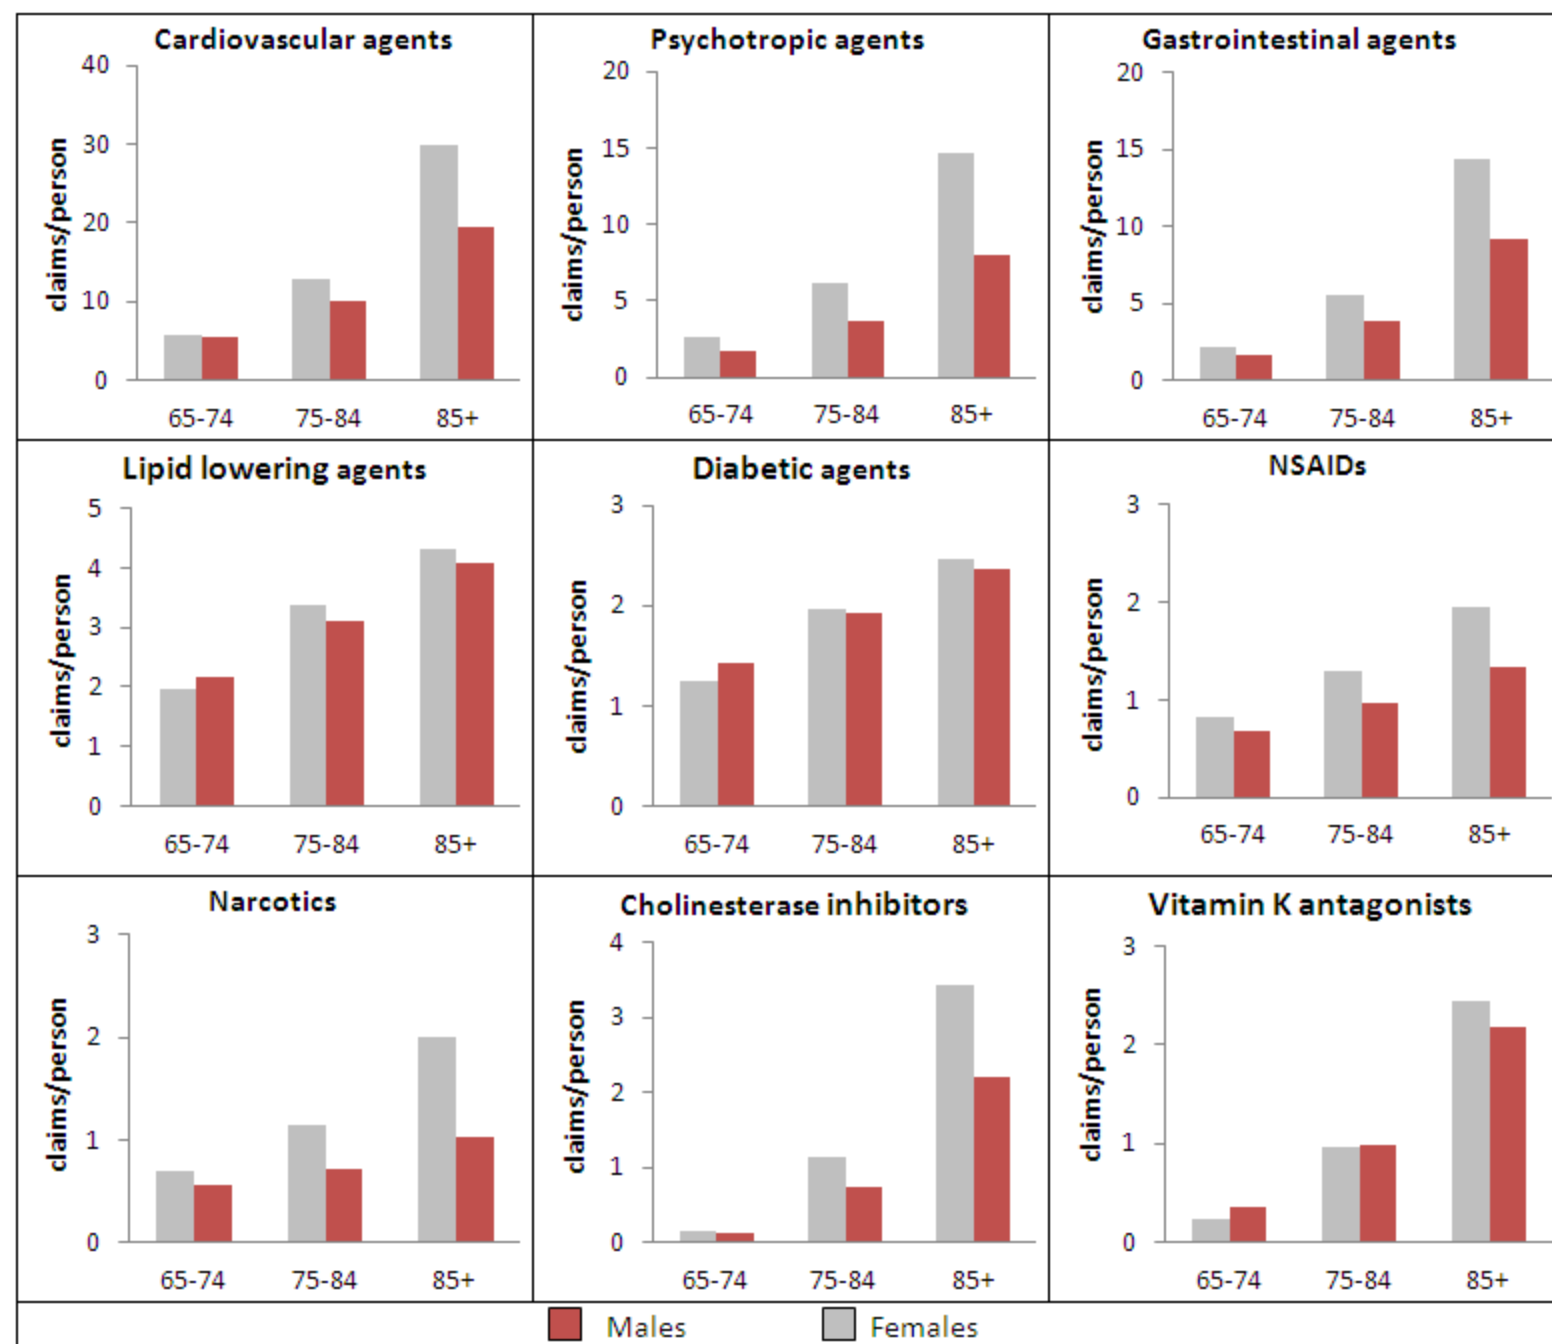 Cardiovascular agents
claims/person
40
30
20
10
0
65-74 75-84 85+
Psychotropic agents
claims/person
20
15
10
5
0
65-74 75-84 85+
Gastrointestinal agents
claims/person
20
15
10
5
0
65-74 75-84 85+
Lipid lowering agents
claims/person
5
4
3
2
1
0
65-74 75-84 85+
Diabetic agents
claims/person
3
2
1
0
65-74 75-84 85+
NSAIDs
claims/person
3
2
1
0
65-74 75-84 85+
Narcotics
claims/person
3
2
1
0
65-74 75-84 85+
Cholinesterase inhibitors
claims/person
4
3
2
1
0
65-74 75-84 85+
Vitamin K antagonists
claims/person
3
2
1
0
65-74 75-84 85+
Males Females